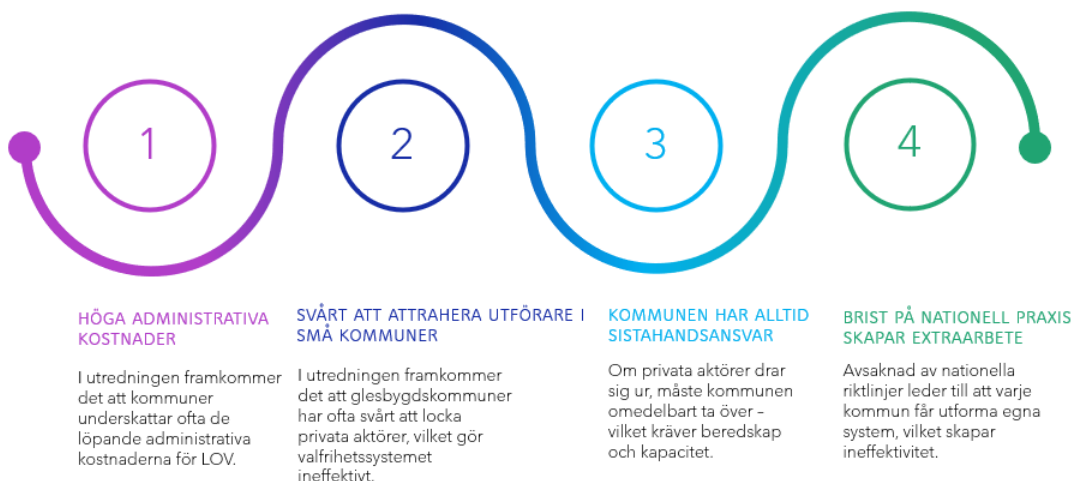 1
2
3
4
HÖGA ADMINISTRATIVA
KOSTNADER
I utredningen framkommer
det att kommuner
underskattar ofta de
löpande administrativa
kostnaderna för LOV.
SVÅRT ATT ATTRAHERA UTFÖRARE I
SMÅ KOMMUNER
I utredningen framkommer
det att glesbygdskommuner
har ofta svårt att locka
privata aktörer, vilket gör
valfrihetssystemet
ineffektivt.
KOMMUNEN HAR ALLTID
SISTAHANDSANSVAR
Om privata aktörer drar
sig ur, måste kommunen
omedelbart ta över -
vilket kräver beredskap
och kapacitet.
BRIST PÅ NATIONELL PRAXIS
SKAPAR EXTRAARBETE
Avsaknad av nationella
riktlinjer leder till att varje
kommun får utforma egna
system, vilket skapar
ineffektivitet.